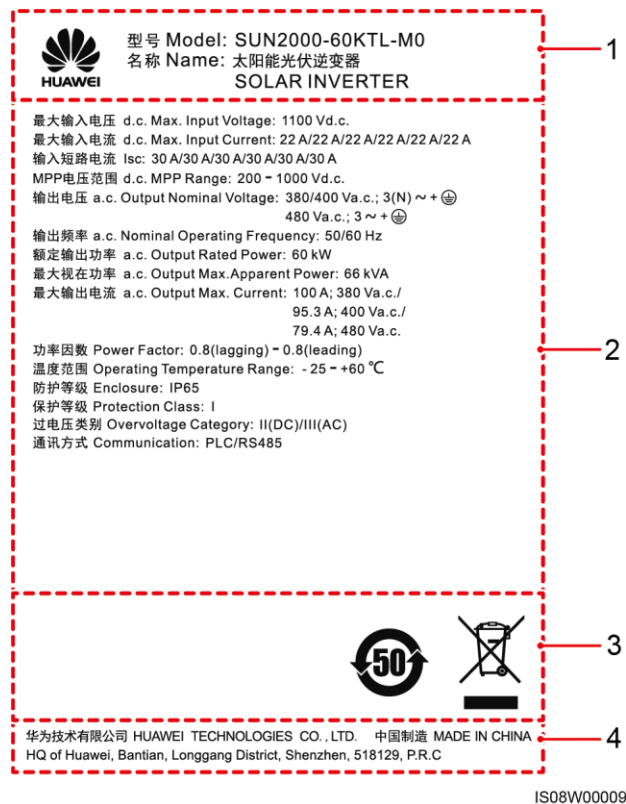 HUAWEI
型号 Model: SUN2000-60KTL-M0
名称 Name: 太阳能光伏逆变器
SOLAR INVERTER
1
最大输入电压 d.c. Max. Input Voltage: 1100 Vd.c.
最大输入电流 d.c. Max. Input Current: 22 A/22 A/22 A/22 A/22 A/22 A
输入短路电流 Isc: 30 A/30 A/30 A/30 A/30 A/30 A
MPP电压范围 d.c. MPP Range: 200 - 1000 Vd.c.
输出电压 a.c. Output Nominal Voltage: 380/400 Va.c.; 3(N) ~ + ⏚
480 Va.c.; 3 ~ + ⏚
输出频率 a.c. Nominal Operating Frequency: 50/60 Hz
额定输出功率 a.c. Output Rated Power: 60 kW
最大视在功率 a.c. Output Max.Apparent Power: 66 kVA
最大输出电流 a.c. Output Max. Current: 100 A; 380 Va.c./
95.3 A; 400 Va.c./
79.4 A; 480 Va.c.
功率因数 Power Factor: 0.8(lagging) - 0.8(leading)
温度范围 Operating Temperature Range: - 25 - +60 ℃
防护等级 Enclosure: IP65
保护等级 Protection Class: I
过电压类别 Overvoltage Category: II(DC)/III(AC)
通讯方式 Communication: PLC/RS485
2
50
3
华为技术有限公司 HUAWEI TECHNOLOGIES CO., LTD. 中国制造 MADE IN CHINA
HQ of Huawei, Bantian, Longgang District, Shenzhen, 518129, P.R.C
4
IS08W00009